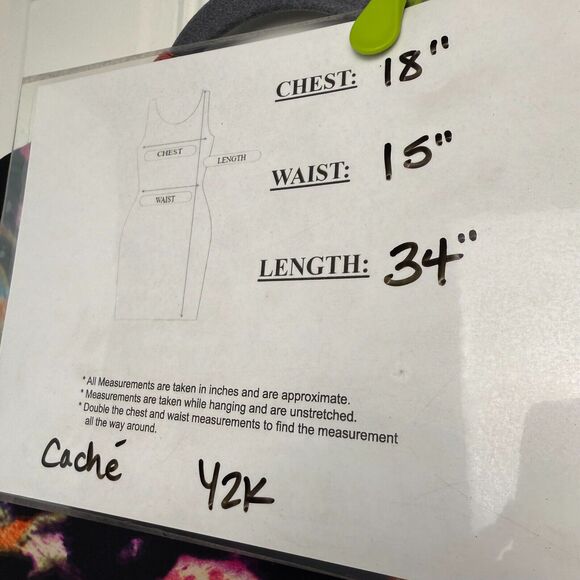 CHEST: 18"
CHEST
LENGTH
WAIST: 15"
WAIST
LENGTH: 34"
* All Measurements are taken in inches and are approximate.
* Measurements are taken while hanging and are unstretched.
* Double the chest and waist measurements to find the measurement
all the way around.
Caché Y2K